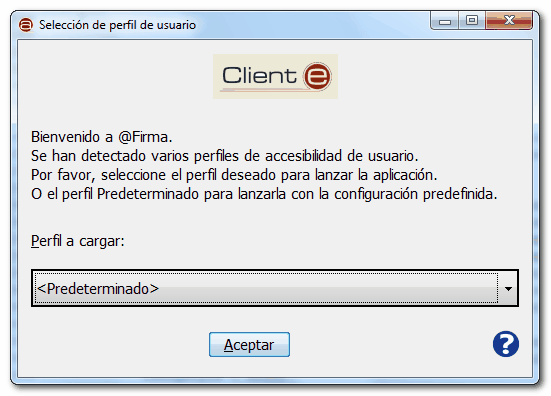 Selección de perfil de usuario
Client e
Bienvenido a @Firma.
Se han detectado varios perfiles de accesibilidad de usuario.
Por favor, seleccione el perfil deseado para lanzar la aplicación.
O el perfil Predeterminado para lanzarla con la configuración predefinida.
Perfil a cargar:
<Predeterminado>
Aceptar
?